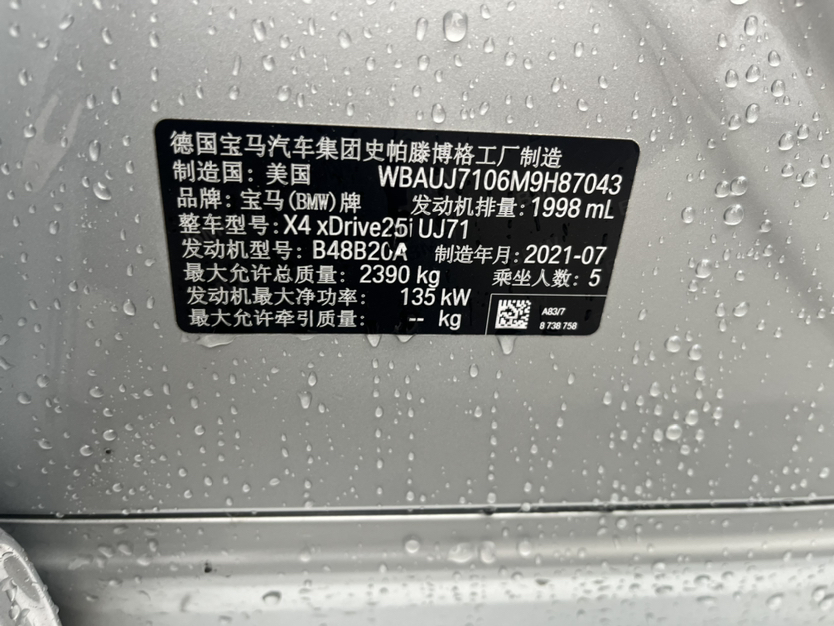 德国宝马汽车集团史帕滕博格工厂制造
制造国：美国 WBAUJ7106M9H87043
品牌：宝马(BMW)牌 发动机排量：1998 mL
整车型号：X4 xDrive25i UJ71
发动机型号：B48B20A 制造年月：2021-07
最大允许总质量：2390 kg 乘坐人数：5
发动机最大净功率：135 kW
最大允许牵引质量：-- kg
A83/7
8 738 758